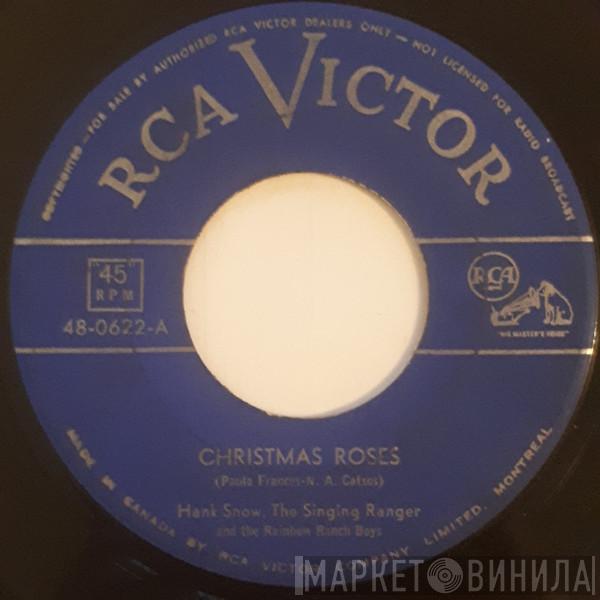 COPYRIGHTED — FOR SALE BY AUTHORIZED RCA VICTOR DEALERS ONLY — NOT LICENSED FOR RADIO BROADCAST
RCA VICTOR
"45"
RPM
48-0622-A
RCA
"HIS MASTER'S VOICE"
CHRISTMAS ROSES
(Paula Frances-N. A. Catsos)
Hank Snow, The Singing Ranger
and the Rainbow Ranch Boys
MADE IN CANADA BY RCA VICTOR COMPANY LIMITED, MONTREAL
МАРКЕТ ВИНИЛА